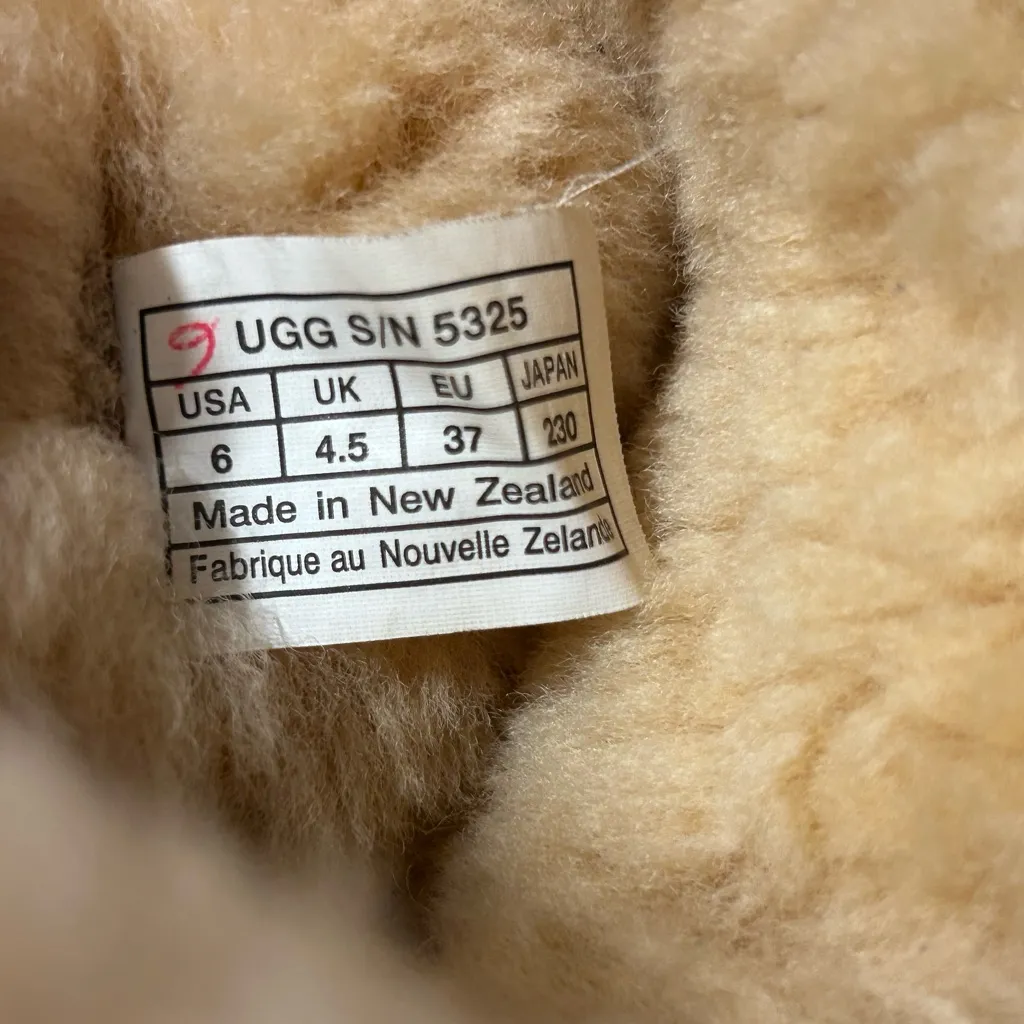 9 UGG S/N 5325
USA UK EU JAPAN
6 4.5 37 230
Made in New Zealand
Fabrique au Nouvelle Zelande